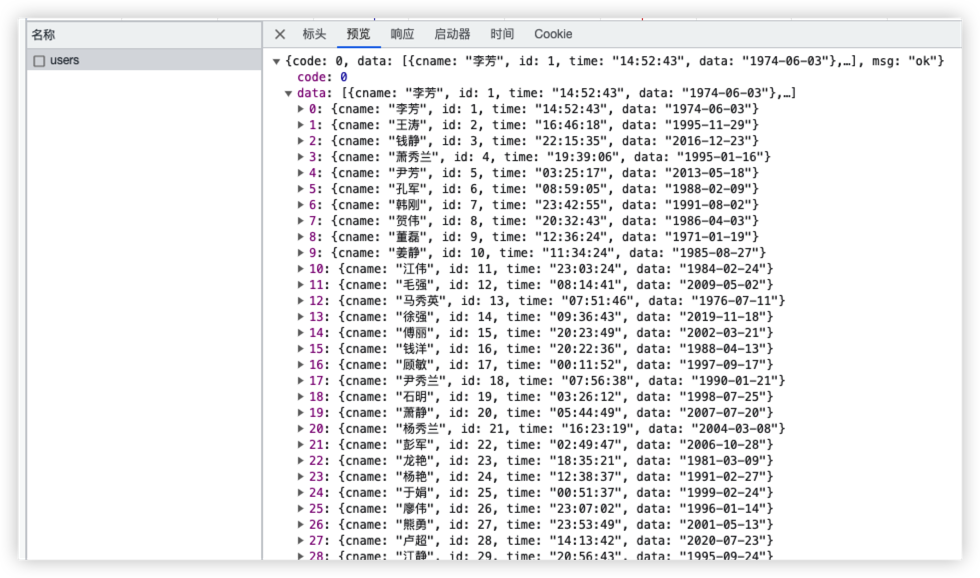 名称
标头 预览 响应 启动器 时间 Cookie
users
{code: 0, data: [{cname: "李芳", id: 1, time: "14:52:43", data: "1974-06-03"},…], msg: "ok"}
code: 0
data: [{cname: "李芳", id: 1, time: "14:52:43", data: "1974-06-03"},…]
0: {cname: "李芳", id: 1, time: "14:52:43", data: "1974-06-03"}
1: {cname: "王涛", id: 2, time: "16:46:18", data: "1995-11-29"}
2: {cname: "钱静", id: 3, time: "22:15:35", data: "2016-12-23"}
3: {cname: "萧秀兰", id: 4, time: "19:39:06", data: "1995-01-16"}
4: {cname: "尹芳", id: 5, time: "03:25:17", data: "2013-05-18"}
5: {cname: "孔军", id: 6, time: "08:59:05", data: "1988-02-09"}
6: {cname: "韩刚", id: 7, time: "23:42:55", data: "1991-08-02"}
7: {cname: "贺伟", id: 8, time: "20:32:43", data: "1986-04-03"}
8: {cname: "董磊", id: 9, time: "12:36:24", data: "1971-01-19"}
9: {cname: "姜静", id: 10, time: "11:34:24", data: "1985-08-27"}
10: {cname: "江伟", id: 11, time: "23:03:24", data: "1984-02-24"}
11: {cname: "毛强", id: 12, time: "08:14:41", data: "2009-05-02"}
12: {cname: "马秀英", id: 13, time: "07:51:46", data: "1976-07-11"}
13: {cname: "徐强", id: 14, time: "09:36:43", data: "2019-11-18"}
14: {cname: "傅丽", id: 15, time: "20:23:49", data: "2002-03-21"}
15: {cname: "钱洋", id: 16, time: "20:22:36", data: "1988-04-13"}
16: {cname: "顾敏", id: 17, time: "00:11:52", data: "1997-09-17"}
17: {cname: "尹秀兰", id: 18, time: "07:56:38", data: "1990-01-21"}
18: {cname: "石明", id: 19, time: "03:26:12", data: "1998-07-25"}
19: {cname: "萧静", id: 20, time: "05:44:49", data: "2007-07-20"}
20: {cname: "杨秀兰", id: 21, time: "16:23:19", data: "2004-03-08"}
21: {cname: "彭军", id: 22, time: "02:49:47", data: "2006-10-28"}
22: {cname: "龙艳", id: 23, time: "18:35:21", data: "1981-03-09"}
23: {cname: "杨艳", id: 24, time: "12:38:37", data: "1991-02-27"}
24: {cname: "于娟", id: 25, time: "00:51:37", data: "1999-02-24"}
25: {cname: "廖伟", id: 26, time: "23:07:02", data: "1996-01-14"}
26: {cname: "熊勇", id: 27, time: "23:53:49", data: "2001-05-13"}
27: {cname: "卢超", id: 28, time: "14:13:42", data: "2020-07-23"}
28: {cname: "江静", id: 29, time: "20:56:43", data: "1995-09-24"}